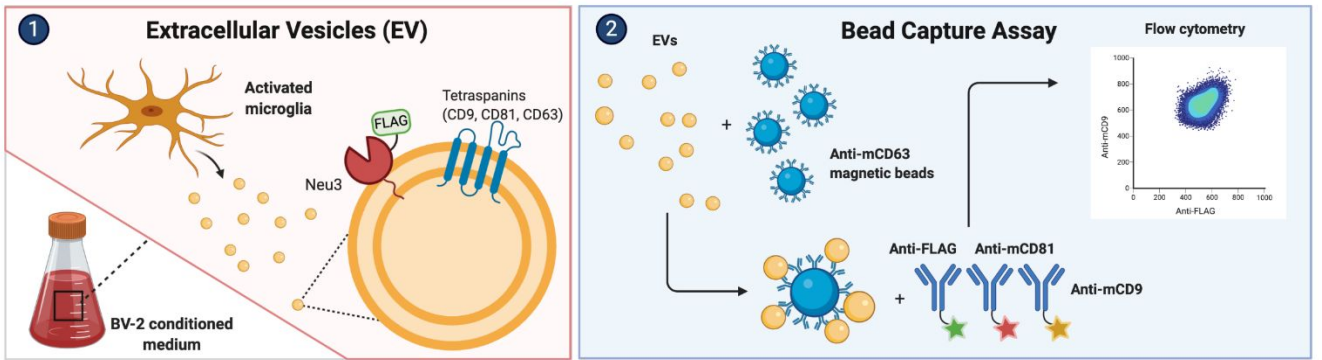 1
Extracellular Vesicles (EV)
Activated
microglia
Tetraspanins
(CD9, CD81, CD63)
FLAG
Neu3
BV-2 conditioned
medium
2
Bead Capture Assay
EVs
+
Anti-mCD63
magnetic beads
Flow cytometry
1000
800
600
400
200
0
Anti-mCD9
0 200 400 600 800 1000
Anti-FLAG
+
Anti-FLAG Anti-mCD81
Anti-mCD9